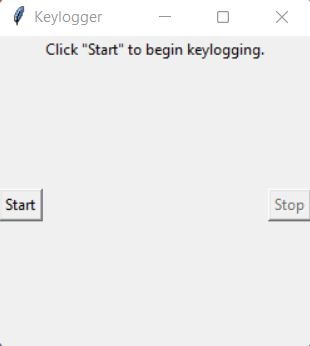 Keylogger
Click "Start" to begin keylogging.
Start
Stop